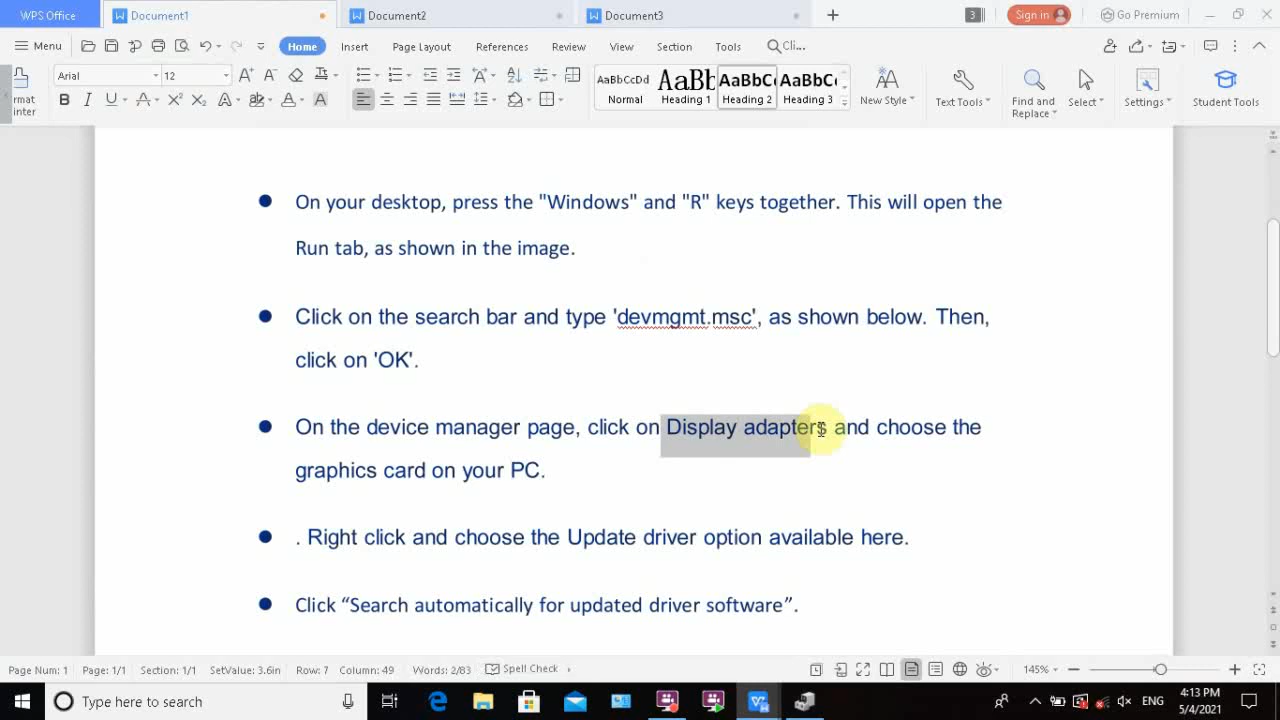 WPS Office
Document1
Document2
Document3
3
Sign in
Go Premium
Menu
Home
Insert
Page Layout
References
Review
View
Section
Tools
Cli...
Arial
12
AaBbCcDd
AaBb
AaBbC
AaBbC
Normal
Heading 1
Heading 2
Heading 3
New Style
Text Tools
Find and
Replace
Select
Settings
Student Tools
rmat
inter
On your desktop, press the "Windows" and "R" keys together. This will open the
Run tab, as shown in the image.
Click on the search bar and type 'devmgmt.msc', as shown below. Then,
click on 'OK'.
On the device manager page, click on Display adapters and choose the
graphics card on your PC.
. Right click and choose the Update driver option available here.
Click “Search automatically for updated driver software”.
Page Num: 1
Page: 1/1
Section: 1/1
SetValue: 3.6in
Row: 7
Column: 49
Words: 2/83
Spell Check
145%
Type here to search
ENG
4:13 PM
5/4/2021